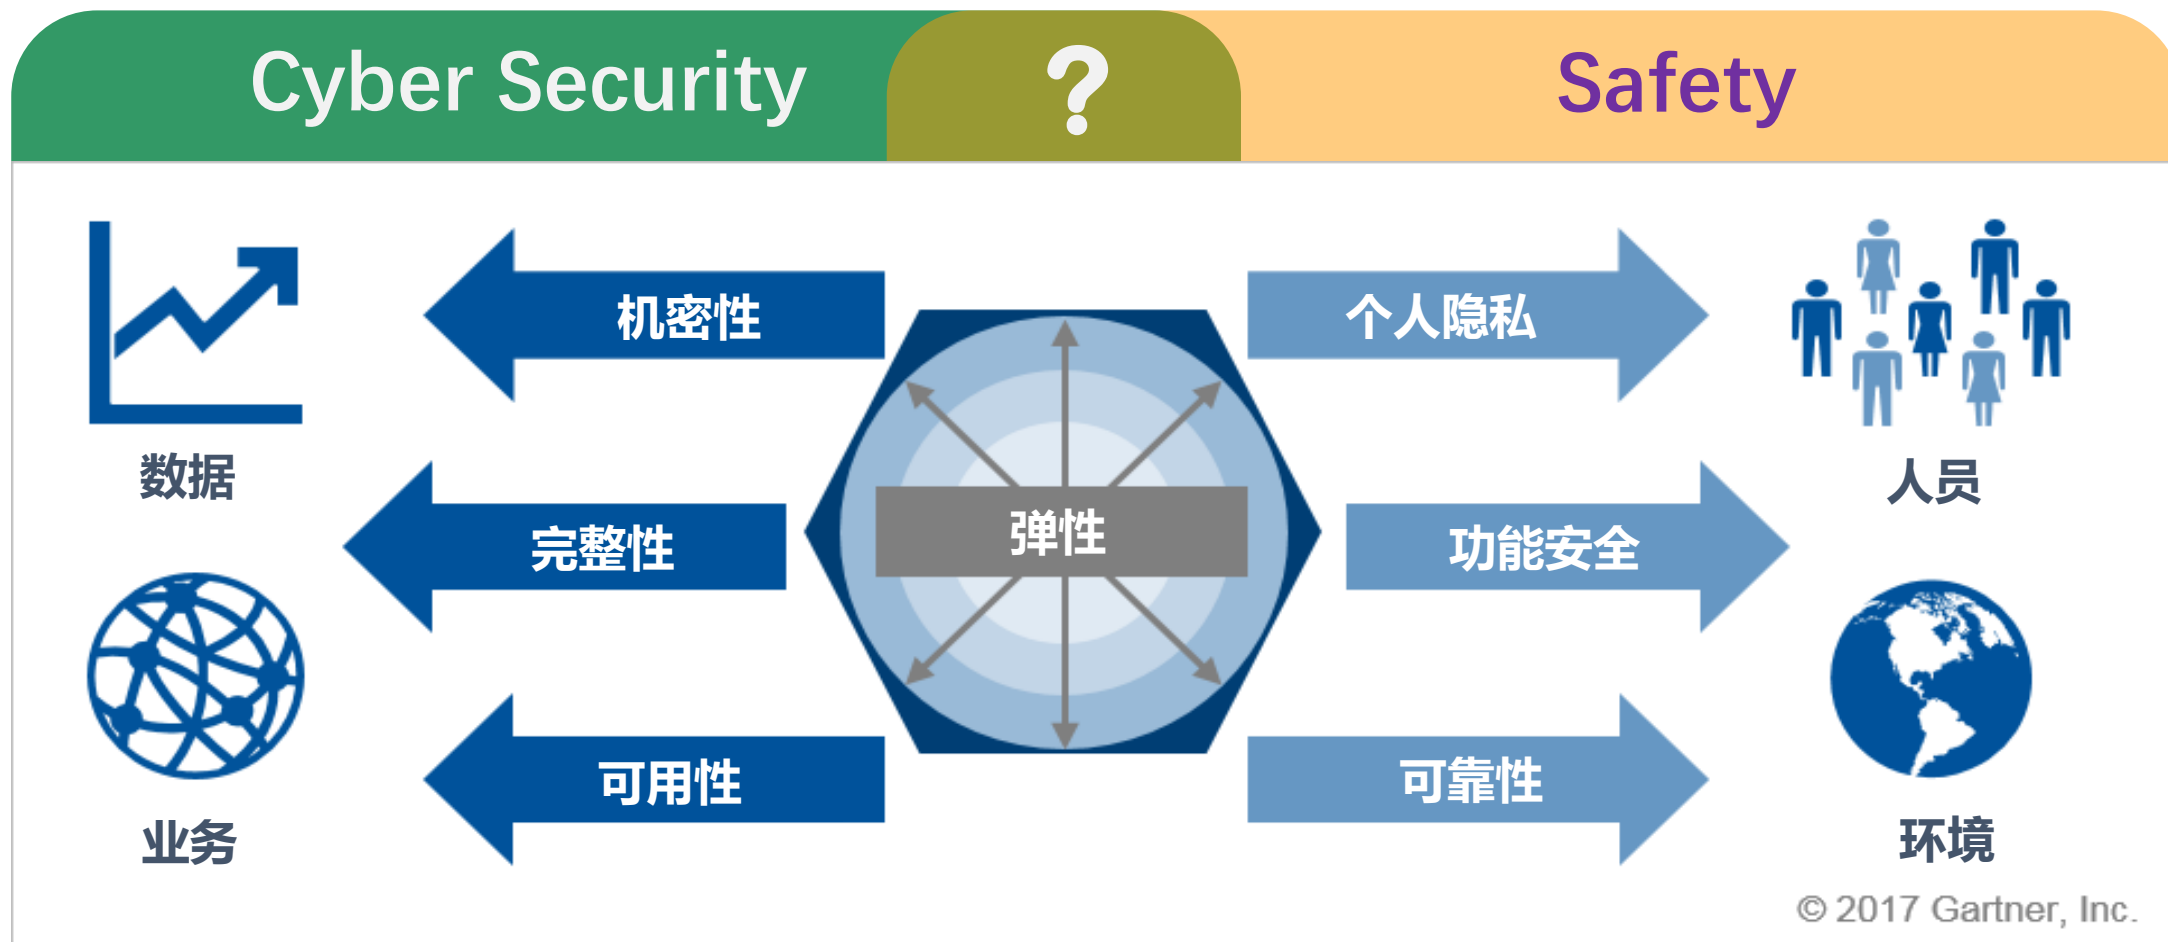 Cyber Security
?
Safety
机密性
个人隐私
数据
人员
完整性
弹性
功能安全
可用性
可靠性
业务
环境
© 2017 Gartner, Inc.